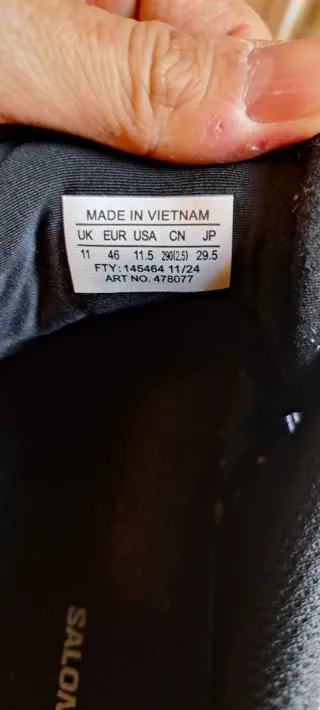 MADE IN VIETNAM
UK EUR USA CN JP
11 46 11.5 290(2.5) 29.5
FTY: 145464 11/24
ART NO. 478077
SALOM